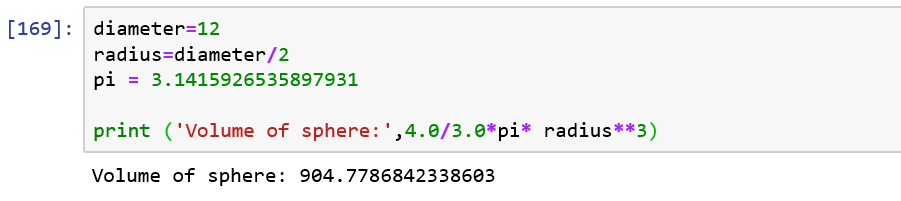 [169]: diameter=12
radius=diameter/2
pi = 3.1415926535897931
print ('Volume of sphere:',4.0/3.0*pi* radius**3)
Volume of sphere: 904.7786842338603